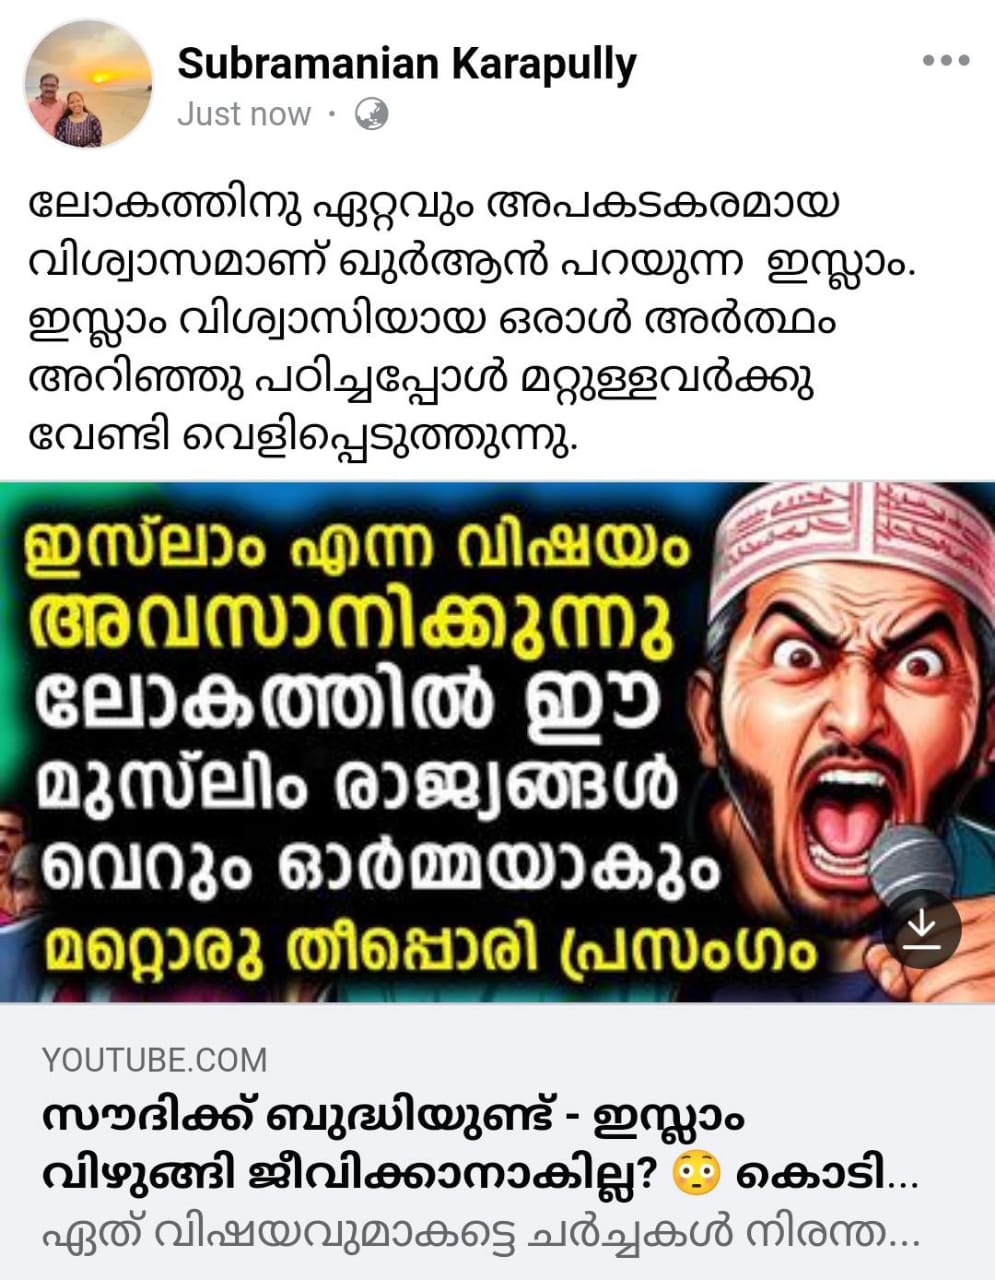 Subramanian Karapully
Just now ·
ലോകത്തിനു ഏറ്റവും അപകടകരമായ
വിശ്വാസമാണ് ഖുർആൻ പറയുന്ന ഇസ്ലാം.
ഇസ്ലാം വിശ്വാസിയായ ഒരാൾ അർത്ഥം
അറിഞ്ഞു പഠിച്ചപ്പോൾ മറ്റുള്ളവർക്കു
വേണ്ടി വെളിപ്പെടുത്തുന്നു.
ഇസ്‌ലാം എന്ന വിഷയം
അവസാനിക്കുന്നു
ലോകത്തിൽ ഈ
മുസ്‌ലിം രാജ്യങ്ങൾ
വെറും ഓർമ്മയാകും
മറ്റൊരു തീപ്പൊരി പ്രസംഗം
YOUTUBE.COM
സൗദിക്ക് ബുദ്ധിയുണ്ട് - ഇസ്ലാം
വിഴുങ്ങി ജീവിക്കാനാകില്ല? 😳 കൊടി...
ഏത് വിഷയവുമാകട്ടെ ചർച്ചകൾ നിരന്ത...